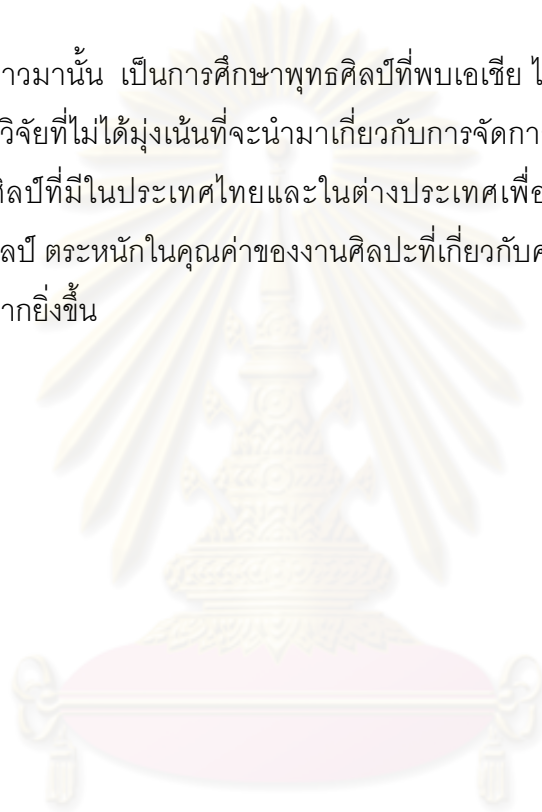 าวมานั้น เป็นการศึกษาพุทธศิลป์ที่พบเอเชีย ไ
วิจัยที่ไม่ได้มุ่งเน้นที่จะนำมาเกี่ยวกับการจัดกา
ศิลป์ที่มีในประเทศไทยและในต่างประเทศเพื่อ
ลป์ ตระหนักในคุณค่าของงานศิลปะที่เกี่ยวกับค
ากยิ่งขึ้น